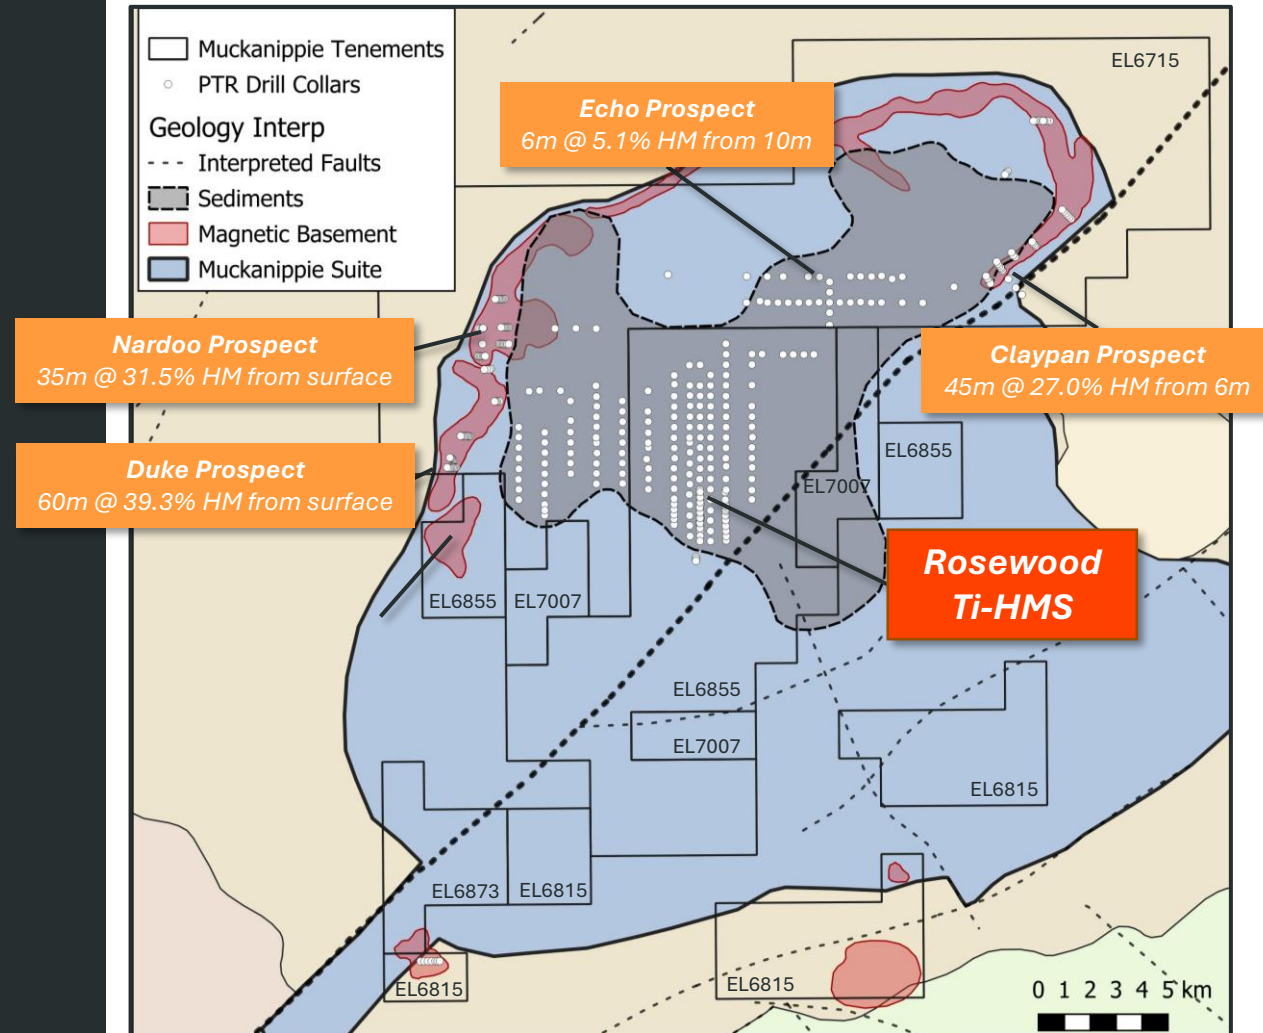 Muckanippie Tenements
PTR Drill Collars
Geology Interp
Interpreted Faults
Sediments
Magnetic Basement
Muckanippie Suite
EL6715
Echo Prospect
6m @ 5.1% HM from 10m
Nardoo Prospect
35m @ 31.5% HM from surface
Claypan Prospect
45m @ 27.0% HM from 6m
Duke Prospect
60m @ 39.3% HM from surface
EL6855
EL7007
Rosewood
Ti-HMS
EL6855
EL7007
EL6855
EL7007
EL6815
EL6873
EL6815
EL6815
EL6815
0 1 2 3 4 5 km